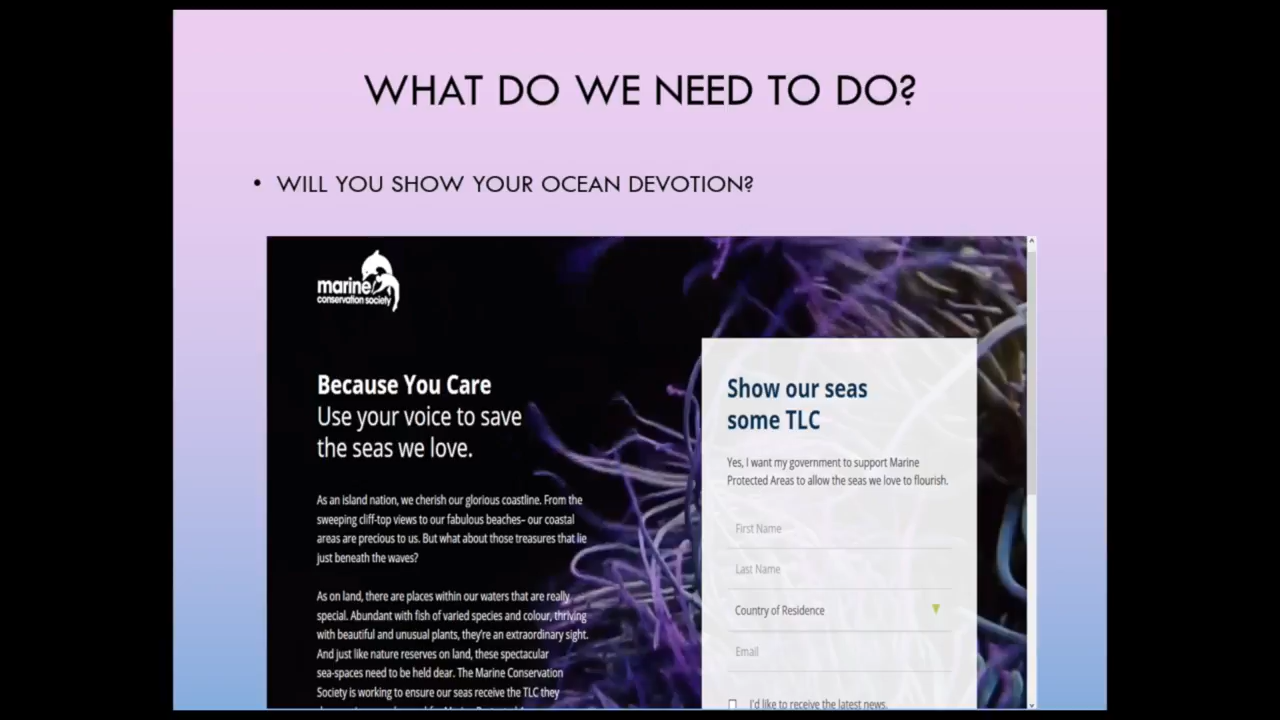 WHAT DO WE NEED TO DO?
• WILL YOU SHOW YOUR OCEAN DEVOTION?
marine
conservation society
Because You Care
Use your voice to save
the seas we love.
As an island nation, we cherish our glorious coastline. From the
sweeping cliff-top views to our fabulous beaches- our coastal
areas are precious to us. But what about those treasures that lie
just beneath the waves?
As on land, there are places within our waters that are really
special. Abundant with fish of varied species and colour, thriving
with beautiful and unusual plants, they're an extraordinary sight.
And just like nature reserves on land, these spectacular
sea-spaces need to be held dear. The Marine Conservation
Society is working to ensure our seas receive the TLC they
Show our seas
some TLC
Yes, I want my government to support Marine
Protected Areas to allow the seas we love to flourish.
First Name
Last Name
Country of Residence
Email
I'd like to receive the latest news,